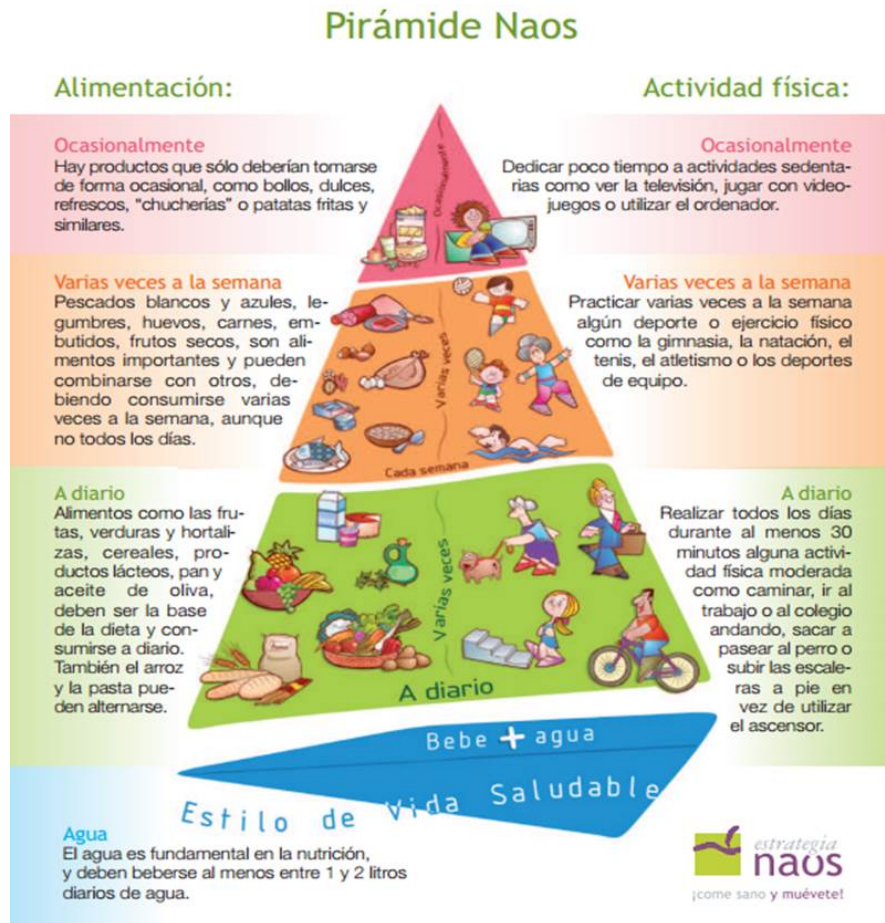 Pirámide Naos
Alimentación:
Ocasionalmente
Hay productos que sólo deberían tomarse
de forma ocasional, como bollos, dulces,
refrescos, “chucherías” o patatas fritas y
similares.
Varias veces a la semana
Pescados blancos y azules, le-
gumbres, huevos, carnes, em-
butidos, frutos secos, son ali-
mentos importantes y pueden
combinarse con otros, de-
biendo consumirse varias
veces a la semana, aunque
no todos los días.
A diario
Alimentos como las fru-
tas, verduras y hortali-
zas, cereales, pro-
ductos lácteos, pan y
aceite de oliva,
deben ser la base
de la dieta y con-
sumirse a diario.
También el arroz
y la pasta pue-
den alternarse.
Agua
El agua es fundamental en la nutrición,
y deben beberse al menos entre 1 y 2 litros
diarios de agua.
Ocasionalmente
Varias veces
Cada semana
Varias veces
A diario
Bebe + agua
Estilo de Vida Saludable
Actividad física:
Ocasionalmente
Dedicar poco tiempo a actividades sedenta-
rias como ver la televisión, jugar con video-
juegos o utilizar el ordenador.
Varias veces a la semana
Practicar varias veces a la semana
algún deporte o ejercicio físico
como la gimnasia, la natación, el
tenis, el atletismo o los deportes
de equipo.
A diario
Realizar todos los días
durante al menos 30
minutos alguna activi-
dad física moderada
como caminar, ir al
trabajo o al colegio
andando, sacar a
pasear al perro o
subir las escale-
ras a pie en
vez de utilizar
el ascensor.
estrategia
naos
¡come sano y muévete!